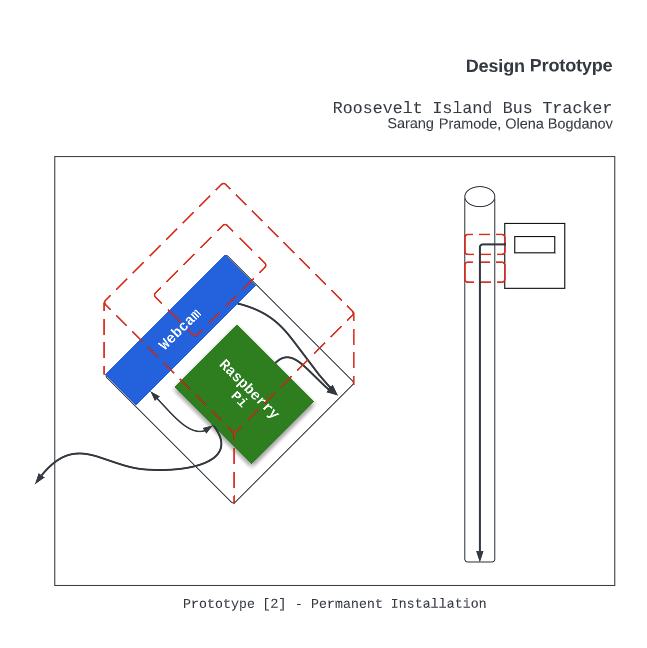 Design Prototype
Roosevelt Island Bus Tracker
Sarang Pramode, Olena Bogdanov
Webcam
Raspberry
Pi
Prototype [2] - Permanent Installation